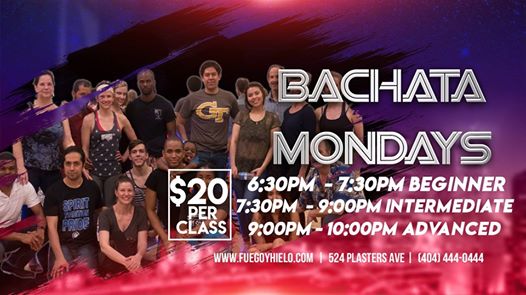 BACHATA
MONDAYS
$20
PER
CLASS
6:30PM - 7:30PM BEGINNER
7:30PM - 9:00PM INTERMEDIATE
9:00PM - 10:00PM ADVANCED
WWW.FUEGOYHIELO.COM | 524 PLASTERS AVE | (404) 444-0444
GT
SPIRIT
PRIDE